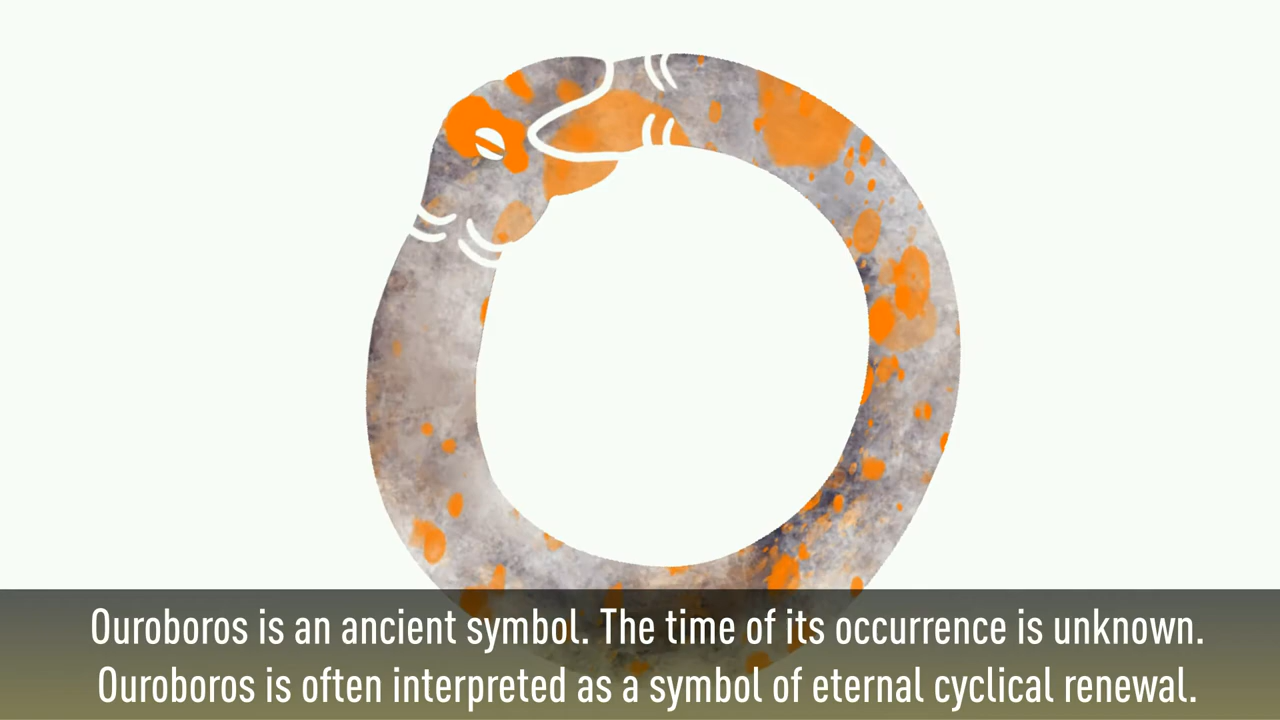 Ouroboros is an ancient symbol. The time of its occurrence is unknown.
Ouroboros is often interpreted as a symbol of eternal cyclical renewal.